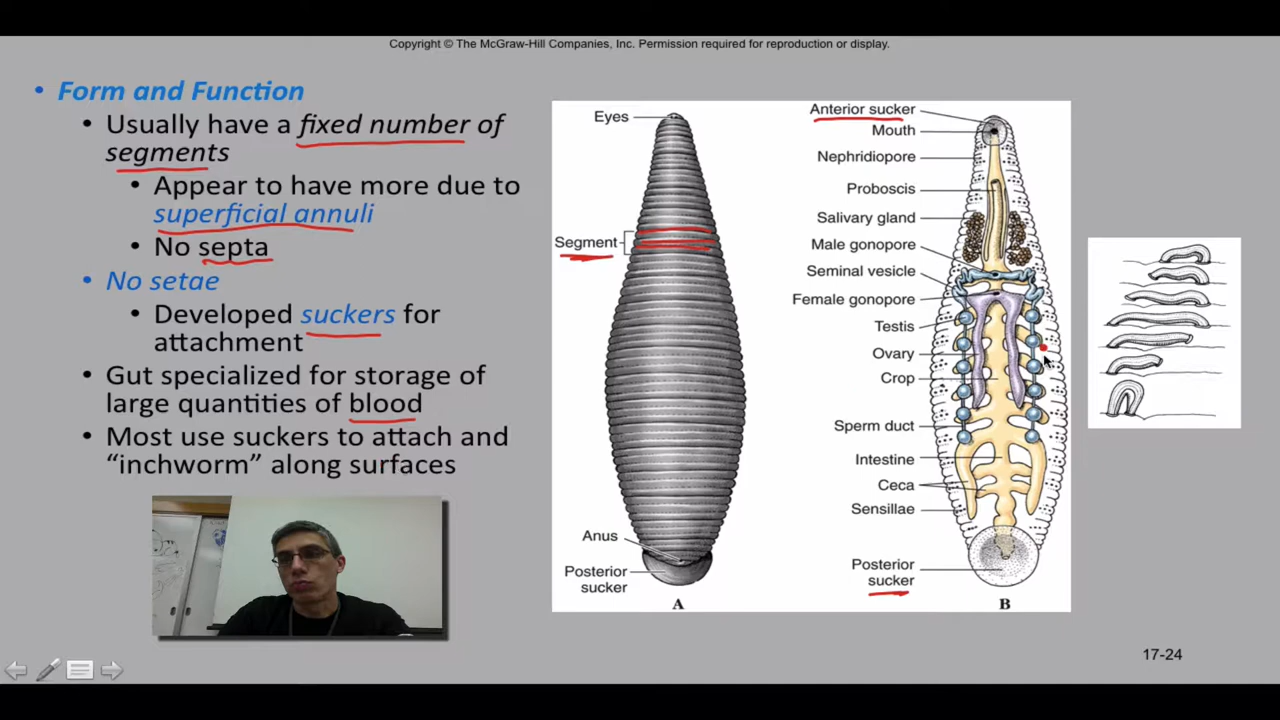 Copyright © The McGraw-Hill Companies, Inc. Permission required for reproduction or display.
• Form and Function
• Usually have a fixed number of
segments
• Appear to have more due to
superficial annuli
• No septa
• No setae
• Developed suckers for
attachment
• Gut specialized for storage of
large quantities of blood
• Most use suckers to attach and
“inchworm” along surfaces
Eyes
Segment
Anus
Posterior
sucker
A
Anterior sucker
Mouth
Nephridiopore
Proboscis
Salivary gland
Male gonopore
Seminal vesicle
Female gonopore
Testis
Ovary
Crop
Sperm duct
Intestine
Ceca
Sensillae
Posterior
sucker
B
17-24